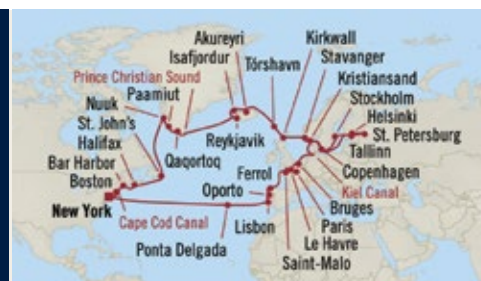 Akureyri
Isafjordur
Prince Christian Sound
Paamiut
Nuuk
St. John's
Halifax
Bar Harbor
Boston
New York
Cape Cod Canal
Ponta Delgada
Qaqortoq
Reykjavik
Tórshavn
Kirkwall
Stavanger
Kristiansand
Stockholm
Helsinki
St. Petersburg
Tallinn
Copenhagen
Kiel Canal
Bruges
Paris
Le Havre
Saint-Malo
Ferrol
Oporto
Lisbon